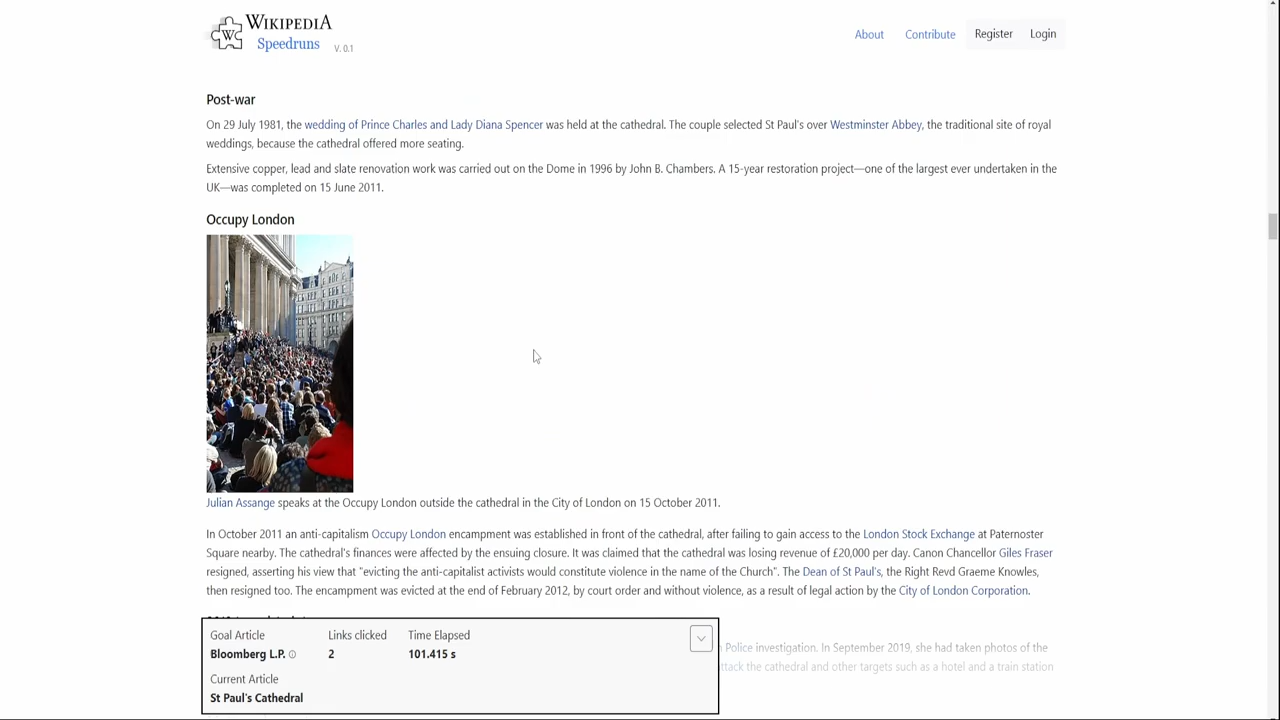 WIKIPEDIA
Speedruns V. 0.1
About Contribute Register Login
Post-war
On 29 July 1981, the wedding of Prince Charles and Lady Diana Spencer was held at the cathedral. The couple selected St Paul's over Westminster Abbey, the traditional site of royal
weddings, because the cathedral offered more seating.
Extensive copper, lead and slate renovation work was carried out on the Dome in 1996 by John B. Chambers. A 15-year restoration project—one of the largest ever undertaken in the
UK—was completed on 15 June 2011.
Occupy London
Julian Assange speaks at the Occupy London outside the cathedral in the City of London on 15 October 2011.
In October 2011 an anti-capitalism Occupy London encampment was established in front of the cathedral, after failing to gain access to the London Stock Exchange at Paternoster
Square nearby. The cathedral's finances were affected by the ensuing closure. It was claimed that the cathedral was losing revenue of £20,000 per day. Canon Chancellor Giles Fraser
resigned, asserting his view that "evicting the anti-capitalist activists would constitute violence in the name of the Church". The Dean of St Paul's, the Right Revd Graeme Knowles,
then resigned too. The encampment was evicted at the end of February 2012, by court order and without violence, as a result of legal action by the City of London Corporation.
Police investigation. In September 2019, she had taken photos of the
attack the cathedral and other targets such as a hotel and a train station
Goal Article Links clicked Time Elapsed
Bloomberg L.P. 2 101.415 s
Current Article
St Paul's Cathedral